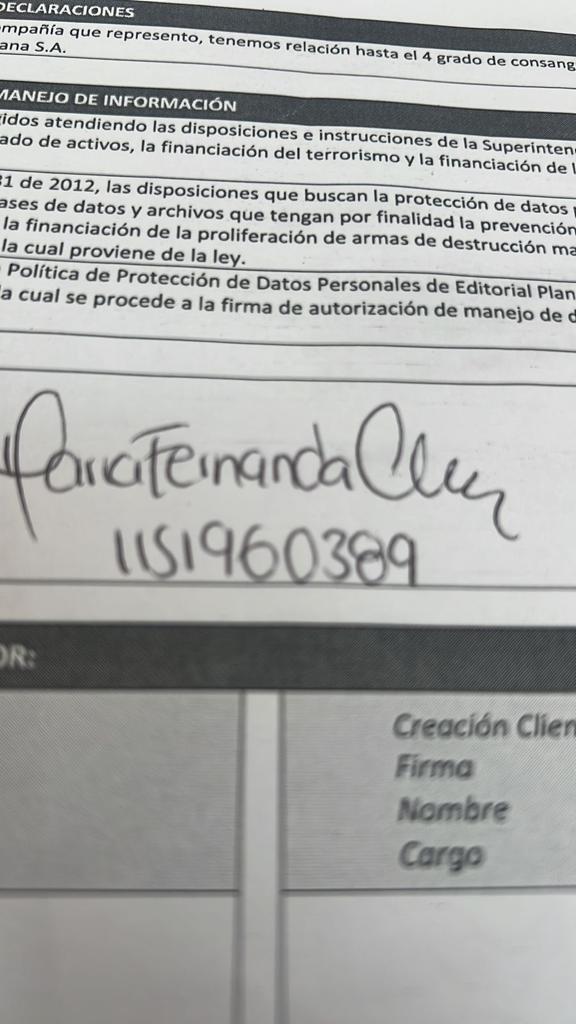 DECLARACIONES
mpañía que represento, tenemos relación hasta el 4 grado de consang
ana S.A.
MANEJO DE INFORMACIÓN
idos atendiendo las disposiciones e instrucciones de la Superinten
ado de activos, la financiación del terrorismo y la financiación de l
81 de 2012, las disposiciones que buscan la protección de datos
ases de datos y archivos que tengan por finalidad la prevención
la financiación de la proliferación de armas de destrucción ma
la cual proviene de la ley.
Política de Protección de Datos Personales de Editorial Plan
a cual se procede a la firma de autorización de manejo de d
Fernanda
1151960389
OR:
Creación Clien
Firma
Nombre
Cargo